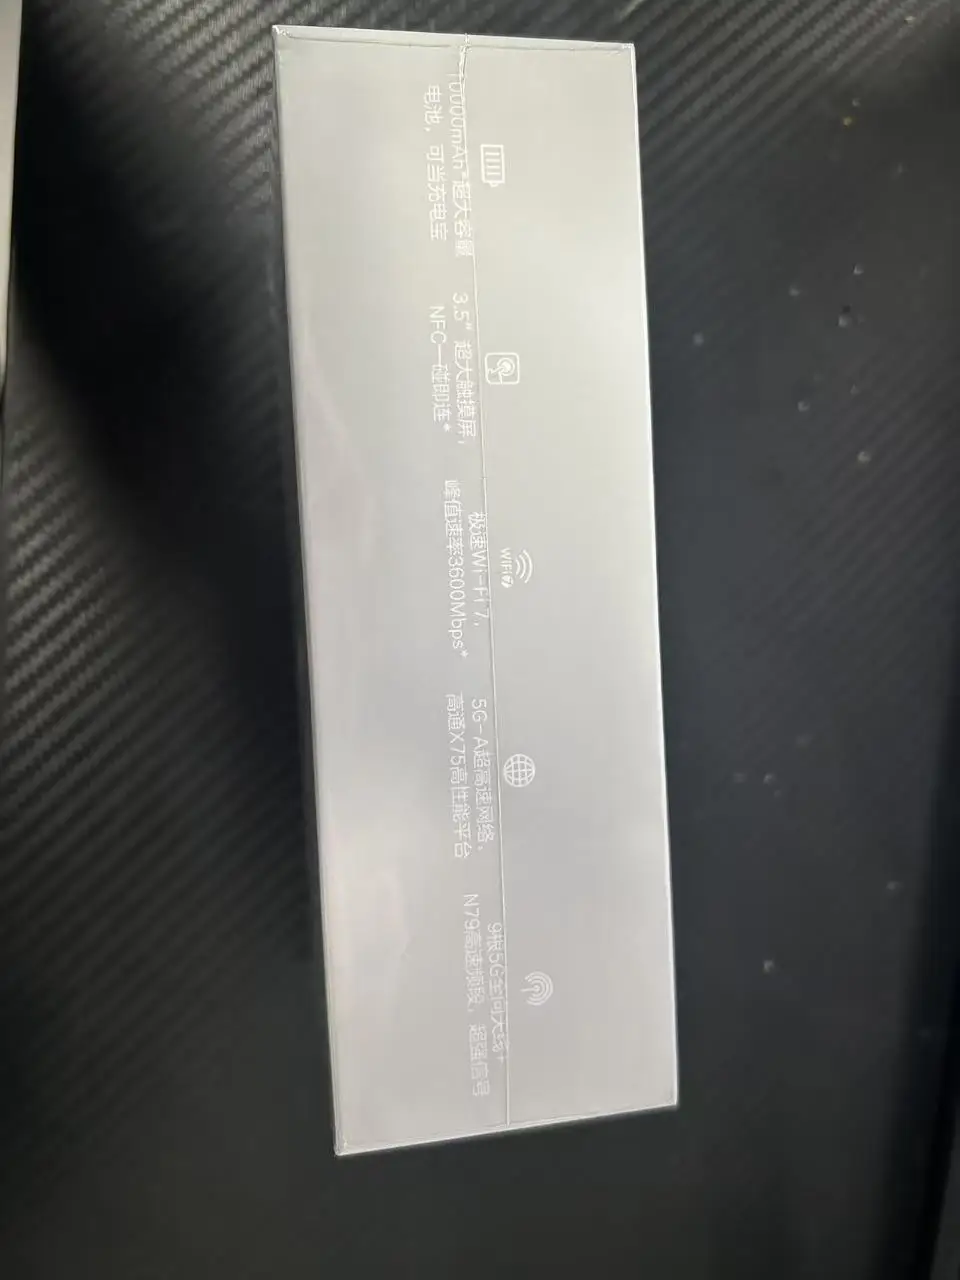 10000mAh*超大容量
电池，可当充电宝
3.5"超大触摸屏，
NFC一碰即连*
WiFi 7
极速Wi-Fi 7，
峰值速率3600Mbps*
5G-A超高速网络，
高通X75高性能平台
9根5G全向天线*
N79高速频段，超强信号